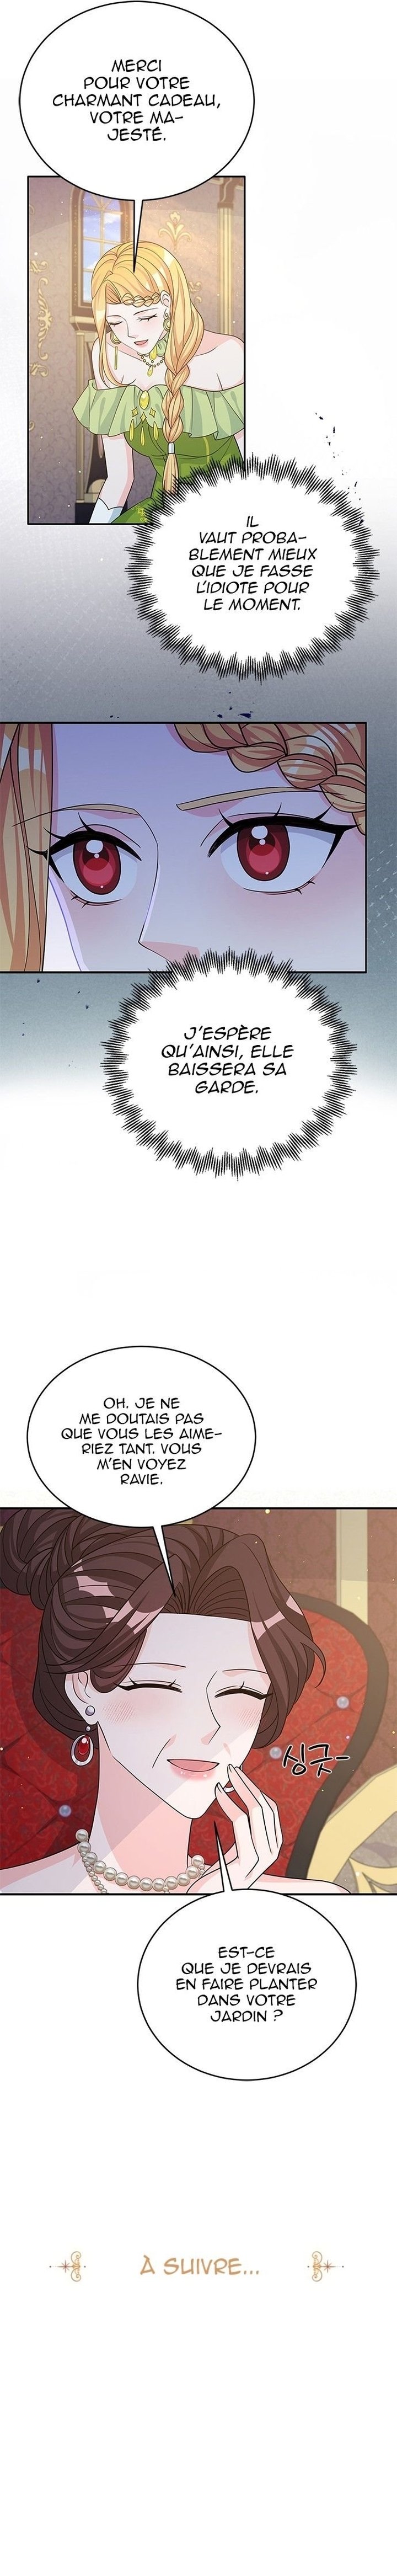 MERCI
POUR VOTRE
CHARMANT CADEAU,
VOTRE MA-
JESTÉ.
IL
VAUT PROBA-
BLEMENT MIEUX
QUE JE FASSE
L'IDIOTE POUR
LE MOMENT.
J'ESPÈRE
QU'AINSI, ELLE
BAISSERA SA
GARDE.
OH. JE NE
ME DOUTAIS PAS
QUE VOUS LES AIME-
RIEZ TANT. VOUS
M'EN VOYEZ
RAVIE.
싱긋-
EST-CE
QUE JE DEVRAIS
EN FAIRE PLANTER
DANS VOTRE
JARDIN ?
À SUIVRE...